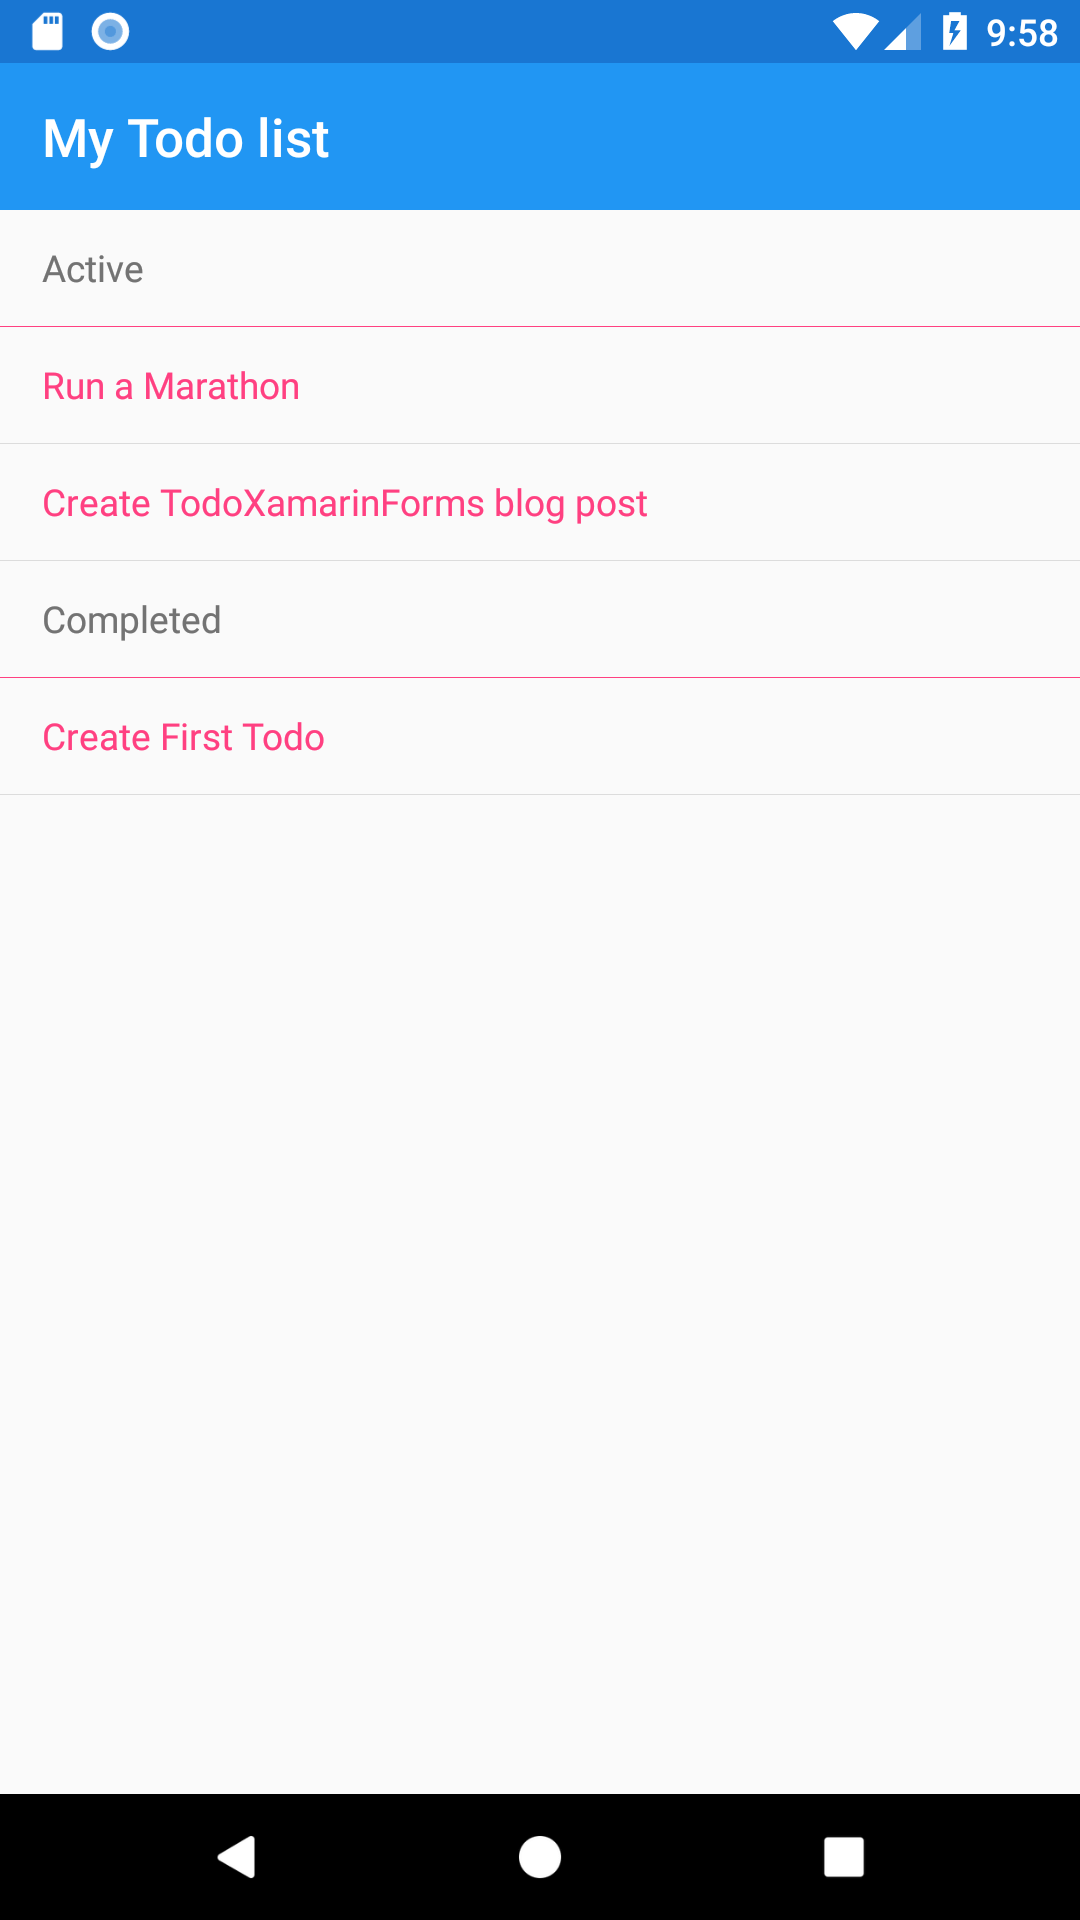 9:58
My Todo list
Active
Run a Marathon
Create TodoXamarinForms blog post
Completed
Create First Todo